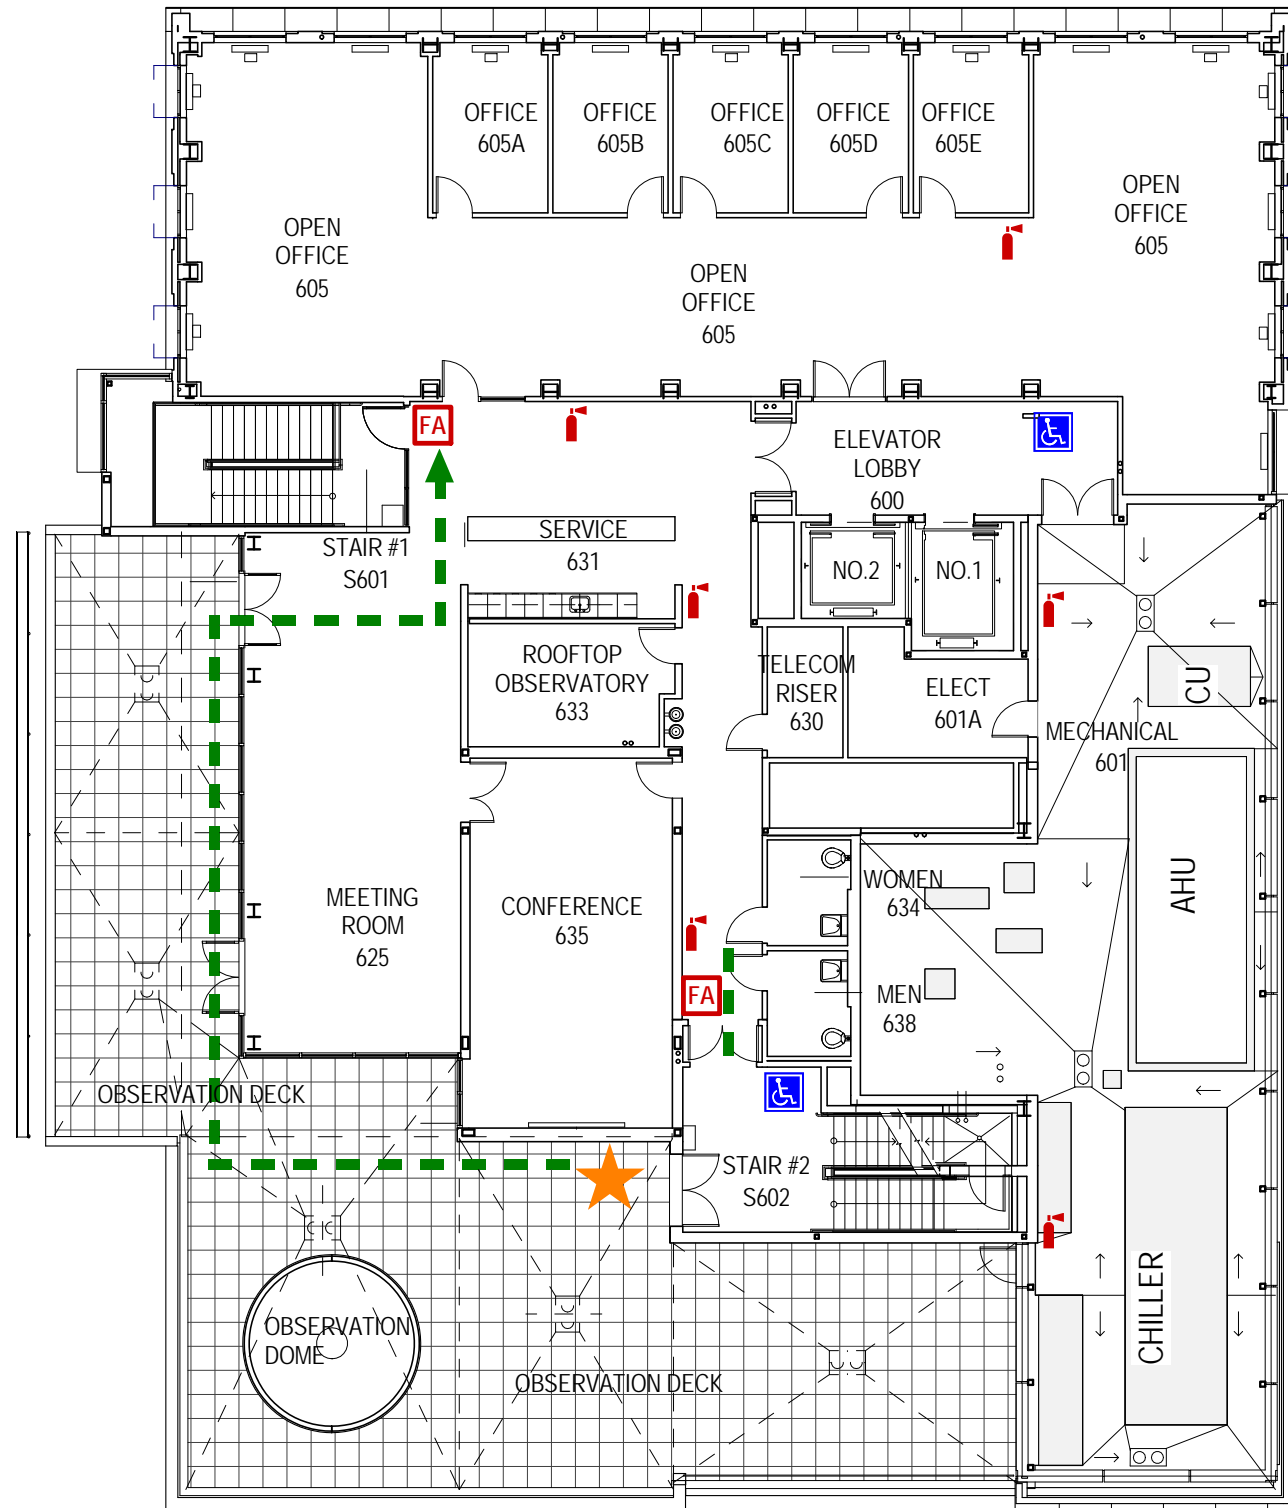 OFFICE
605A
OFFICE
605B
OFFICE
605C
OFFICE
605D
OFFICE
605E
OPEN
OFFICE
605
OPEN
OFFICE
605
OPEN
OFFICE
605
FA
ELEVATOR
LOBBY
600
SERVICE
631
STAIR #1
S601
NO.2
NO.1
ROOFTOP
OBSERVATORY
633
TELECOM
RISER
630
ELECT
601A
CU
MECHANICAL
601
AHU
MEETING
ROOM
625
CONFERENCE
635
WOMEN
634
FA
MEN
638
OBSERVATION DECK
STAIR #2
S602
OBSERVATION
DOME
OBSERVATION DECK
CHILLER